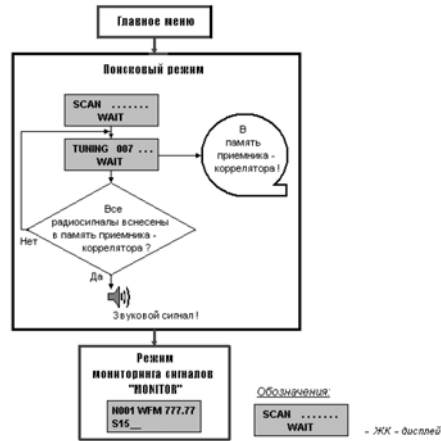 Главное меню
Поисковый режим
SCAN .......
WAIT
TUNING 007 ...
WAIT
В
память
приемника -
коррелятора !
Все
радиосигналы вснесены
в память приемника -
коррелятора ?
Нет
Да
Звуковой сигнал !
Режим
мониторинга сигналов
"MONITOR"
N001 WFM 777.77
S15__
Обозначения:
SCAN .......
WAIT
- ЖК - дисплей